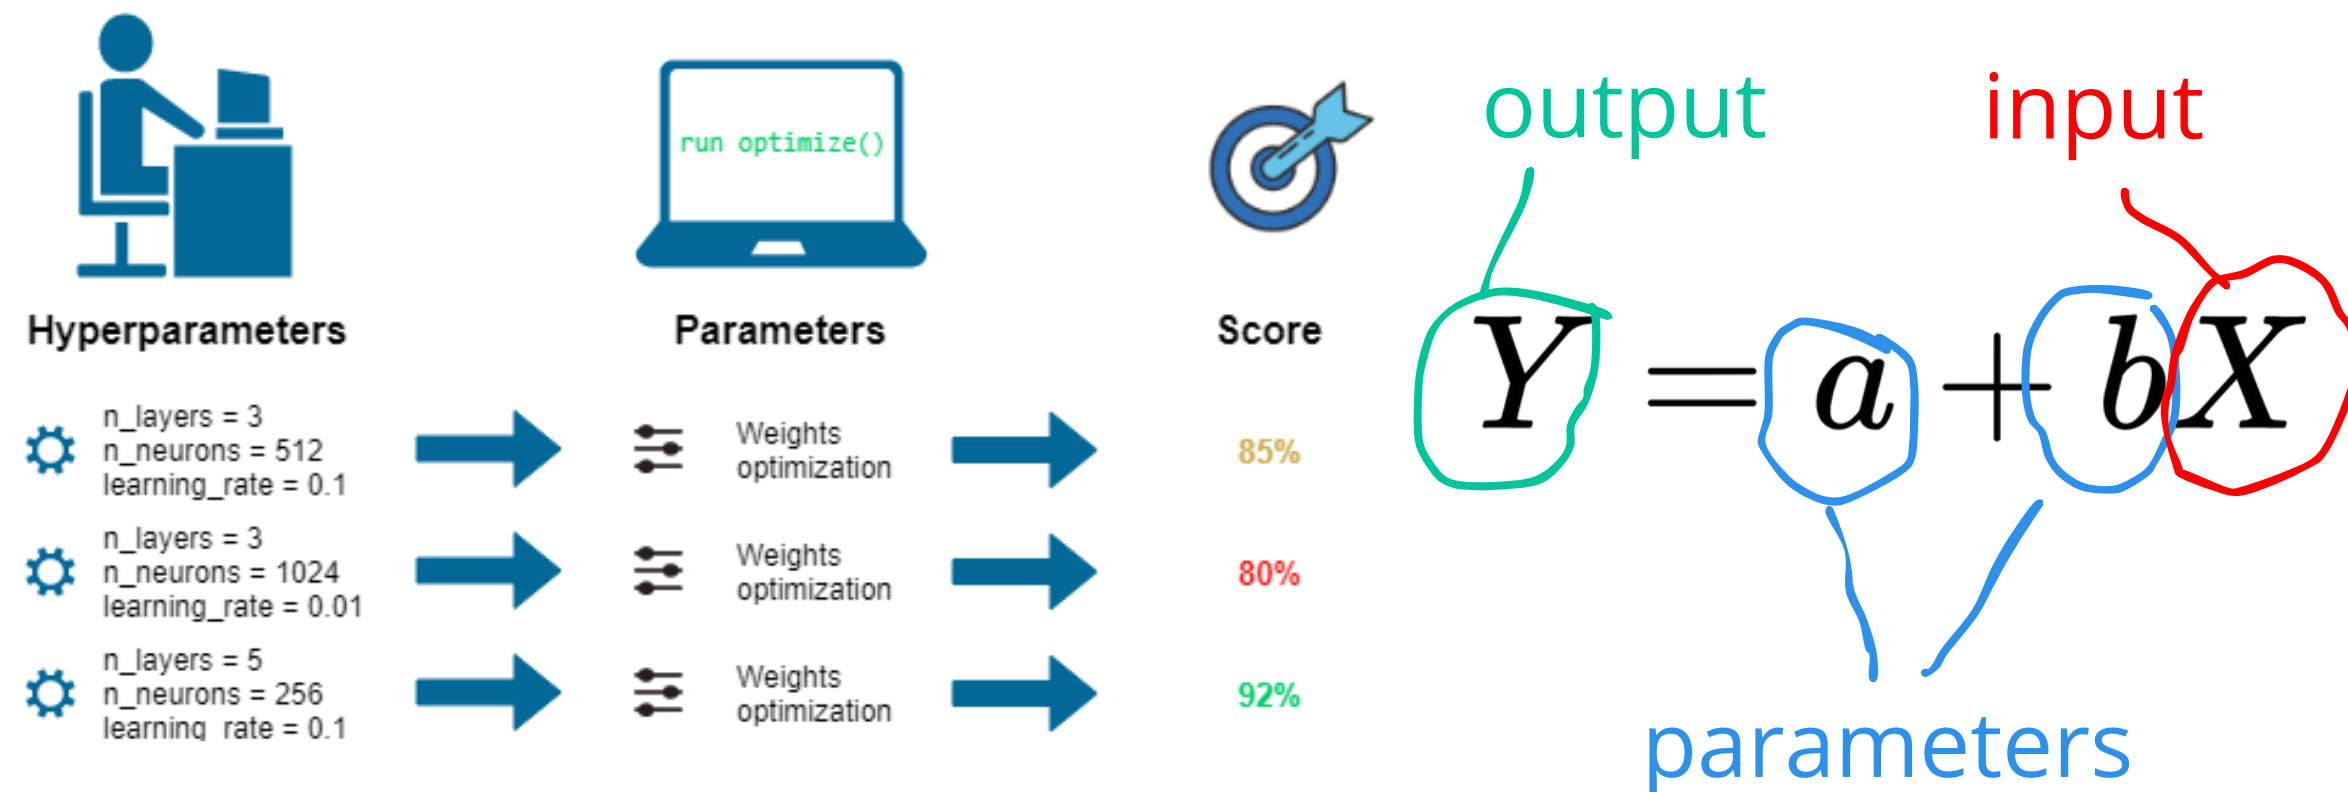 run optimize()
Hyperparameters
Parameters
Score
n_layers = 3
n_neurons = 512
learning_rate = 0.1
Weights
optimization
85%
n_layers = 3
n_neurons = 1024
learning_rate = 0.01
Weights
optimization
80%
n_layers = 5
n_neurons = 256
learning_rate = 0.1
Weights
optimization
92%
output
input
Y = a + bX
parameters